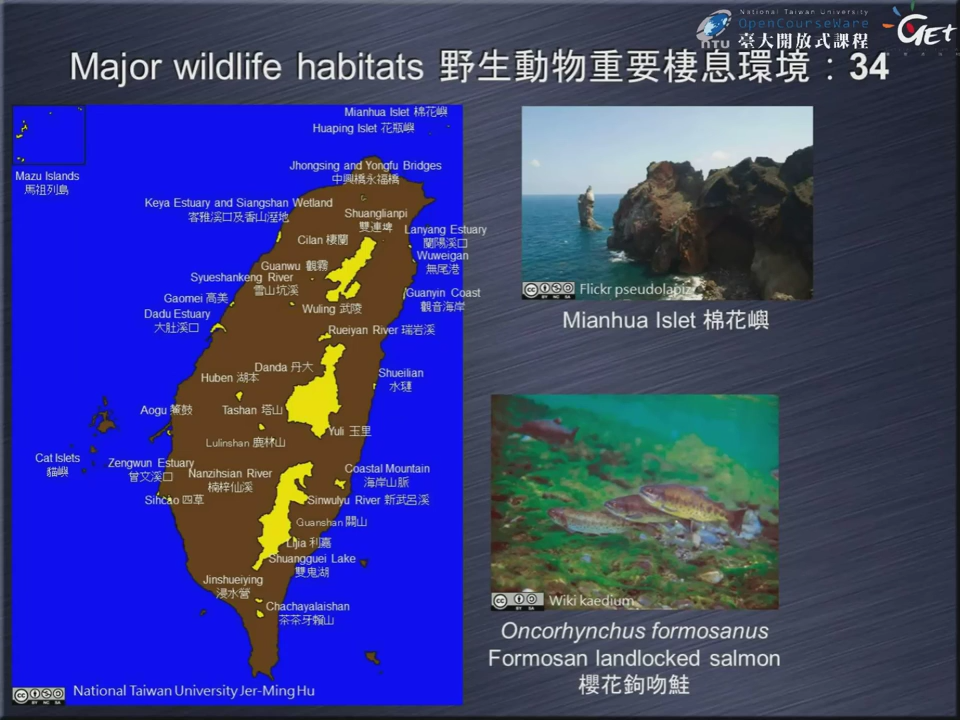 National Taiwan University
OpenCourseWare
臺大開放式課程
NTU
GET
Major wildlife habitats 野生動物重要棲息環境：34
Mianhua Islet 棉花嶼
Huaping Islet 花瓶嶼
Mazu Islands
馬祖列島
Jhongsing and Yongfu Bridges
中興橋永福橋
Keya Estuary and Siangshan Wetland
客雅溪口及香山溼地
Shuanglianpi
雙連埤
Cilan 棲蘭
Lanyang Estuary
蘭陽溪口
Wuweigan
無尾港
Guanwu 觀霧
Syueshankeng River
雪山坑溪
Guanyin Coast
觀音海岸
Gaomei 高美
Wuling 武陵
Dadu Estuary
大肚溪口
Rueiyan River 瑞岩溪
Danda 丹大
Huben 湖本
Shueilian
水璉
Aogu 鰲鼓
Tashan 塔山
Yuli 玉里
Lulinshan 鹿林山
Cat Islets
貓嶼
Zengwun Estuary
曾文溪口
Nanzihsian River
楠梓仙溪
Coastal Mountain
海岸山脈
Sihcao 四草
Sinwulyu River 新武呂溪
Guanshan 關山
Lijia 利嘉
Shuangguei Lake
雙鬼湖
Jinshueiying
浸水營
Chachayalaishan
茶茶牙賴山
National Taiwan University Jer-Ming Hu
Flickr pseudolapiz
Mianhua Islet 棉花嶼
Wiki kaedium
Oncorhynchus formosanus
Formosan landlocked salmon
櫻花鉤吻鮭